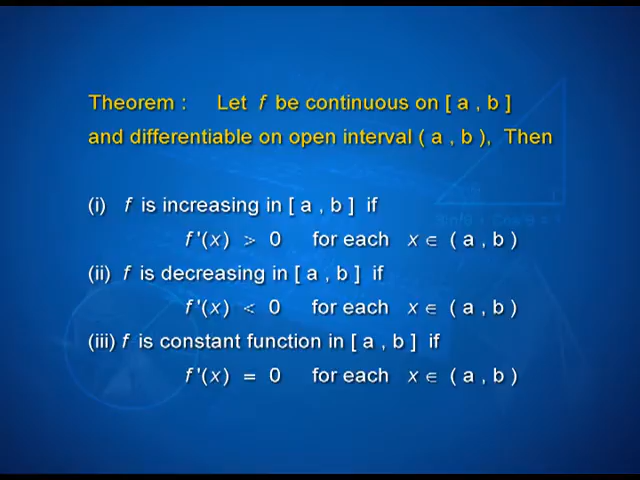 Theorem : Let f be continuous on [ a , b ]
and differentiable on open interval ( a , b ), Then
(i) f is increasing in [ a , b ] if
f '(x) > 0 for each x ∈ ( a , b )
(ii) f is decreasing in [ a , b ] if
f '(x) < 0 for each x ∈ ( a , b )
(iii) f is constant function in [ a , b ] if
f '(x) = 0 for each x ∈ ( a , b )